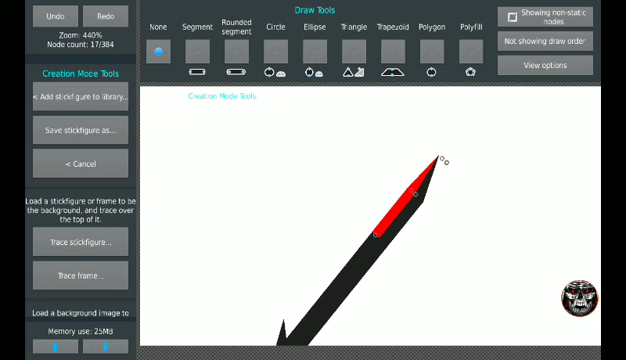 Undo
Redo
Zoom: 440%
Node count: 17/384
Creation Mode Tools
< Add stickfigure to library...
Save stickfigure as...
< Cancel
Load a stickfigure or frame to be
the background, and trace over
the top of it.
Trace stickfigure...
Trace frame...
Load a background image to
Memory use: 25MB
Draw Tools
None
Segment
Rounded
segment
Circle
Ellipse
Triangle
Trapezoid
Polygon
Polyfill
Showing non-static
nodes
Not showing draw order
View options
Creation Mode Tools